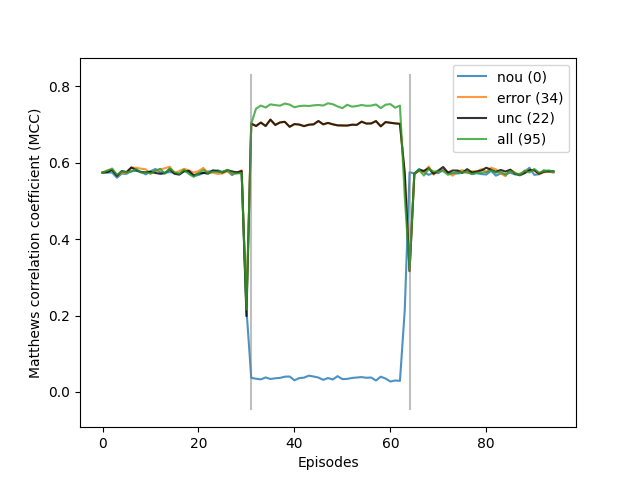 nou (0)
error (34)
unc (22)
all (95)
Matthews correlation coefficient (MCC)
0.8
0.6
0.4
0.2
0.0
0 20 40 60 80
Episodes